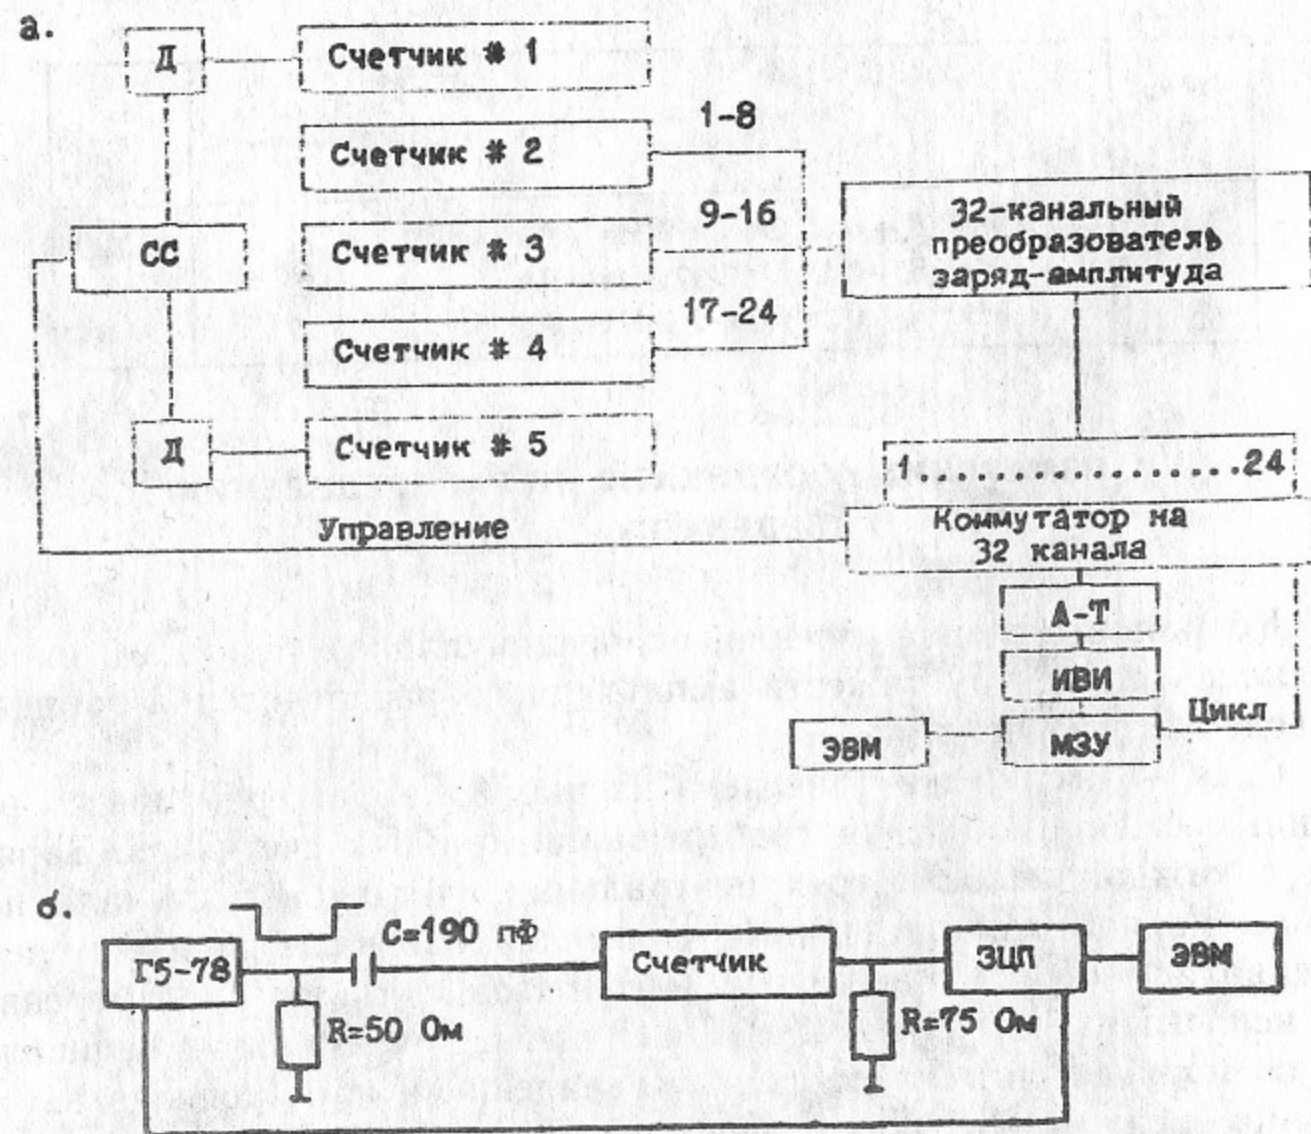 а.
Д
Счетчик # 1
1-8
Счетчик # 2
9-16
32-канальный
преобразователь
заряд-амплитуда
СС
Счетчик # 3
17-24
Счетчик # 4
Д
Счетчик # 5
1.................24
Управление
Коммутатор на
32 канала
А-Т
ИВИ
Цикл
ЭВМ
МЗУ
б.
C=190 пф
Г5-78
Счетчик
ЗЦП
ЭВМ
R=50 Ом
R=75 Ом